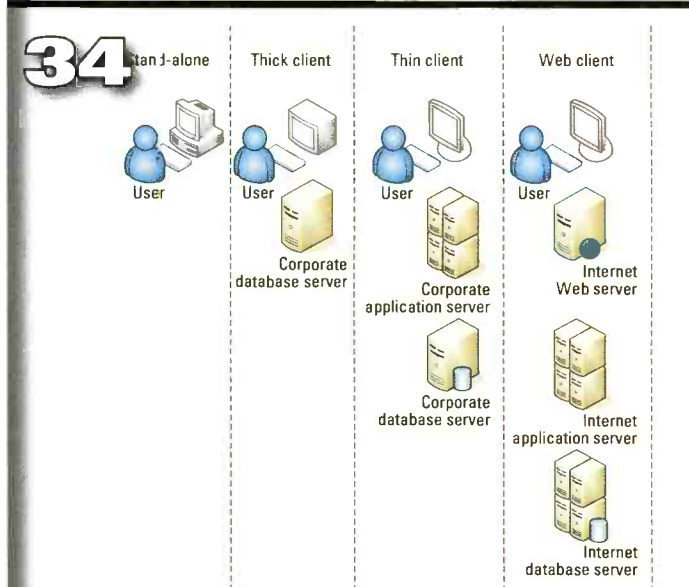 34
Stand-alone
Thick client
Thin client
Web client
User
User
User
User
Corporate
database server
Corporate
application server
Corporate
database server
Internet
Web server
Internet
application server
Internet
database server